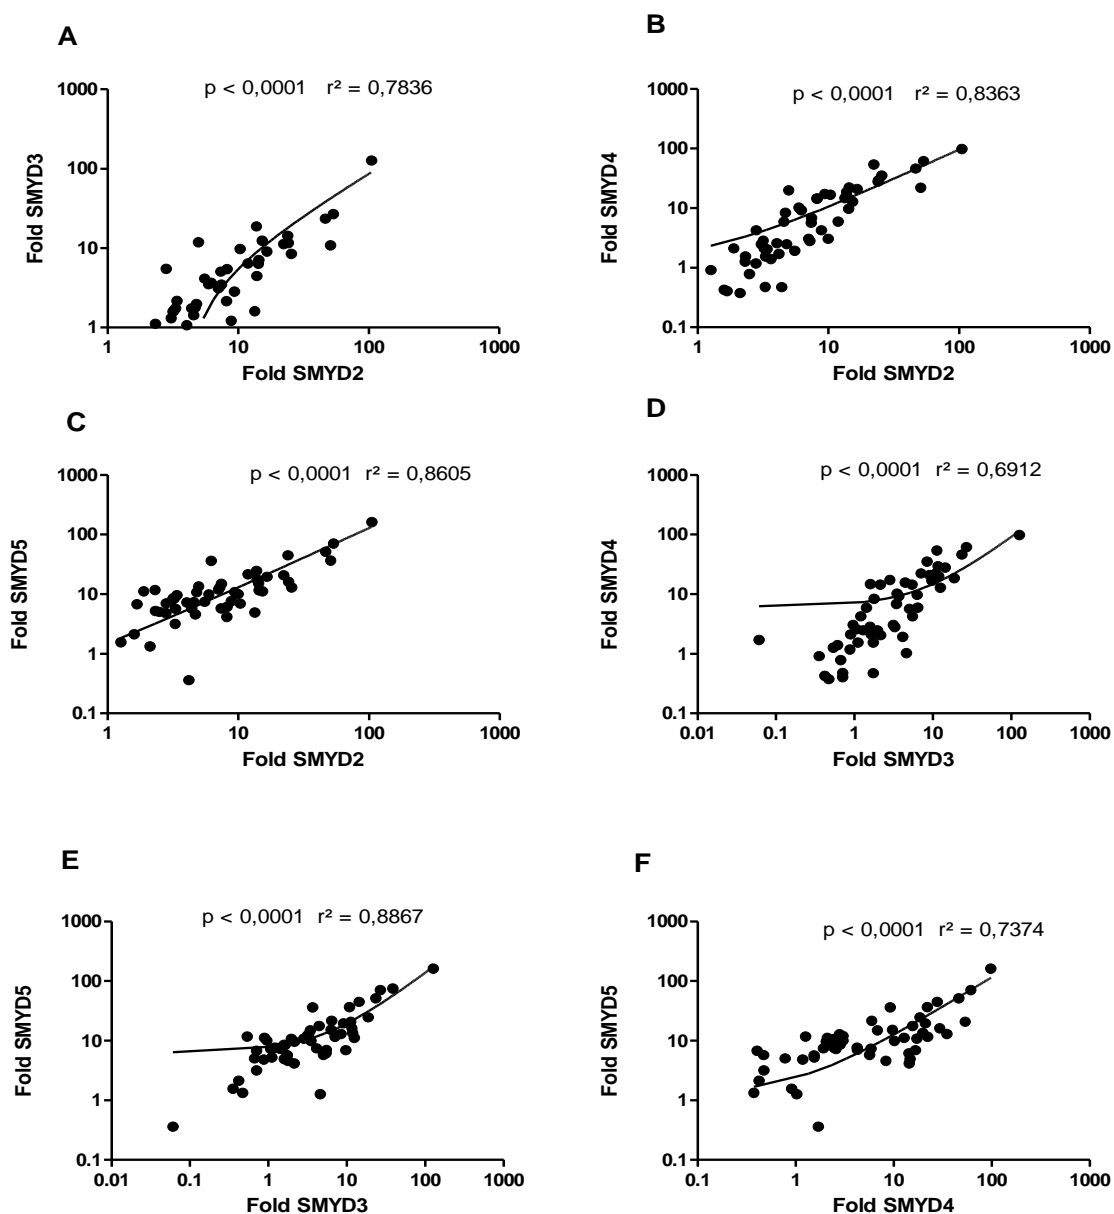 A
p < 0,0001 r² = 0,7836
1000
100
10
1
Fold SMYD3
1 10 100 1000
Fold SMYD2
B
p < 0,0001 r² = 0,8363
1000
100
10
1
0.1
Fold SMYD4
1 10 100 1000
Fold SMYD2
C
p < 0,0001 r² = 0,8605
1000
100
10
1
0.1
Fold SMYD5
1 10 100 1000
Fold SMYD2
D
p < 0,0001 r² = 0,6912
1000
100
10
1
0.1
Fold SMYD4
0.01 0.1 1 10 100 1000
Fold SMYD3
E
p < 0,0001 r² = 0,8867
1000
100
10
1
0.1
Fold SMYD5
0.01 0.1 1 10 100 1000
Fold SMYD3
F
p < 0,0001 r² = 0,7374
1000
100
10
1
0.1
Fold SMYD5
0.1 1 10 100 1000
Fold SMYD4